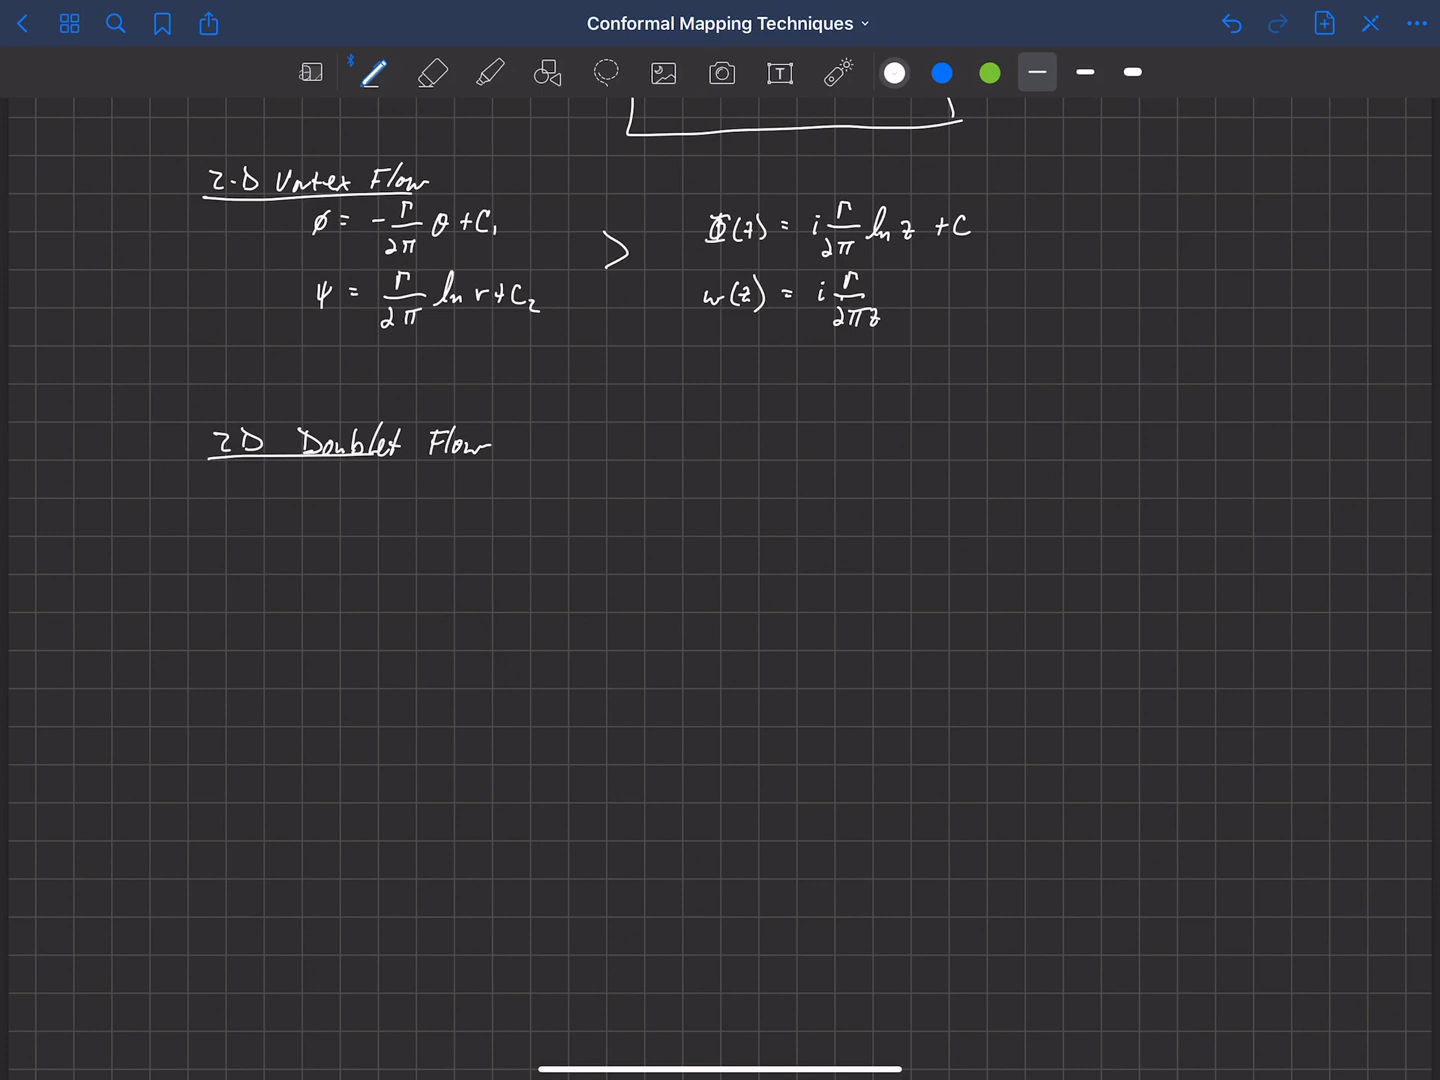 Conformal Mapping Techniques
2-D Vortex Flow
ϕ = - Γ/2π θ + C₁
Φ(z) = i Γ/2π ln z + C
>
ψ = Γ/2π ln r + C₂
w(z) = i Γ/2πz
2D Doublet Flow